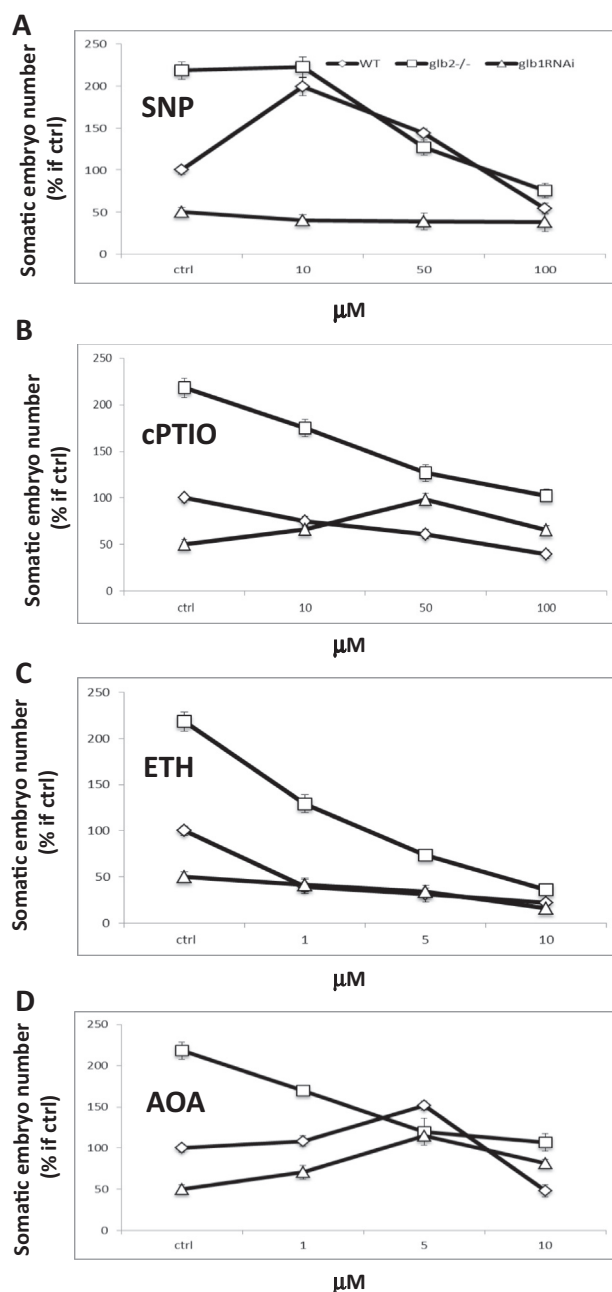 A
Somatic embryo number
(% if ctrl)
250
200
150
100
50
0
WT glb2-/- glb1RNAi
SNP
ctrl 10 50 100
μM
B
Somatic embryo number
(% if ctrl)
250
200
150
100
50
0
cPTIO
ctrl 10 50 100
μM
C
Somatic embryo number
(% if ctrl)
250
200
150
100
50
0
ETH
ctrl 1 5 10
μM
D
Somatic embryo number
(% if ctrl)
250
200
150
100
50
0
AOA
ctrl 1 5 10
μM